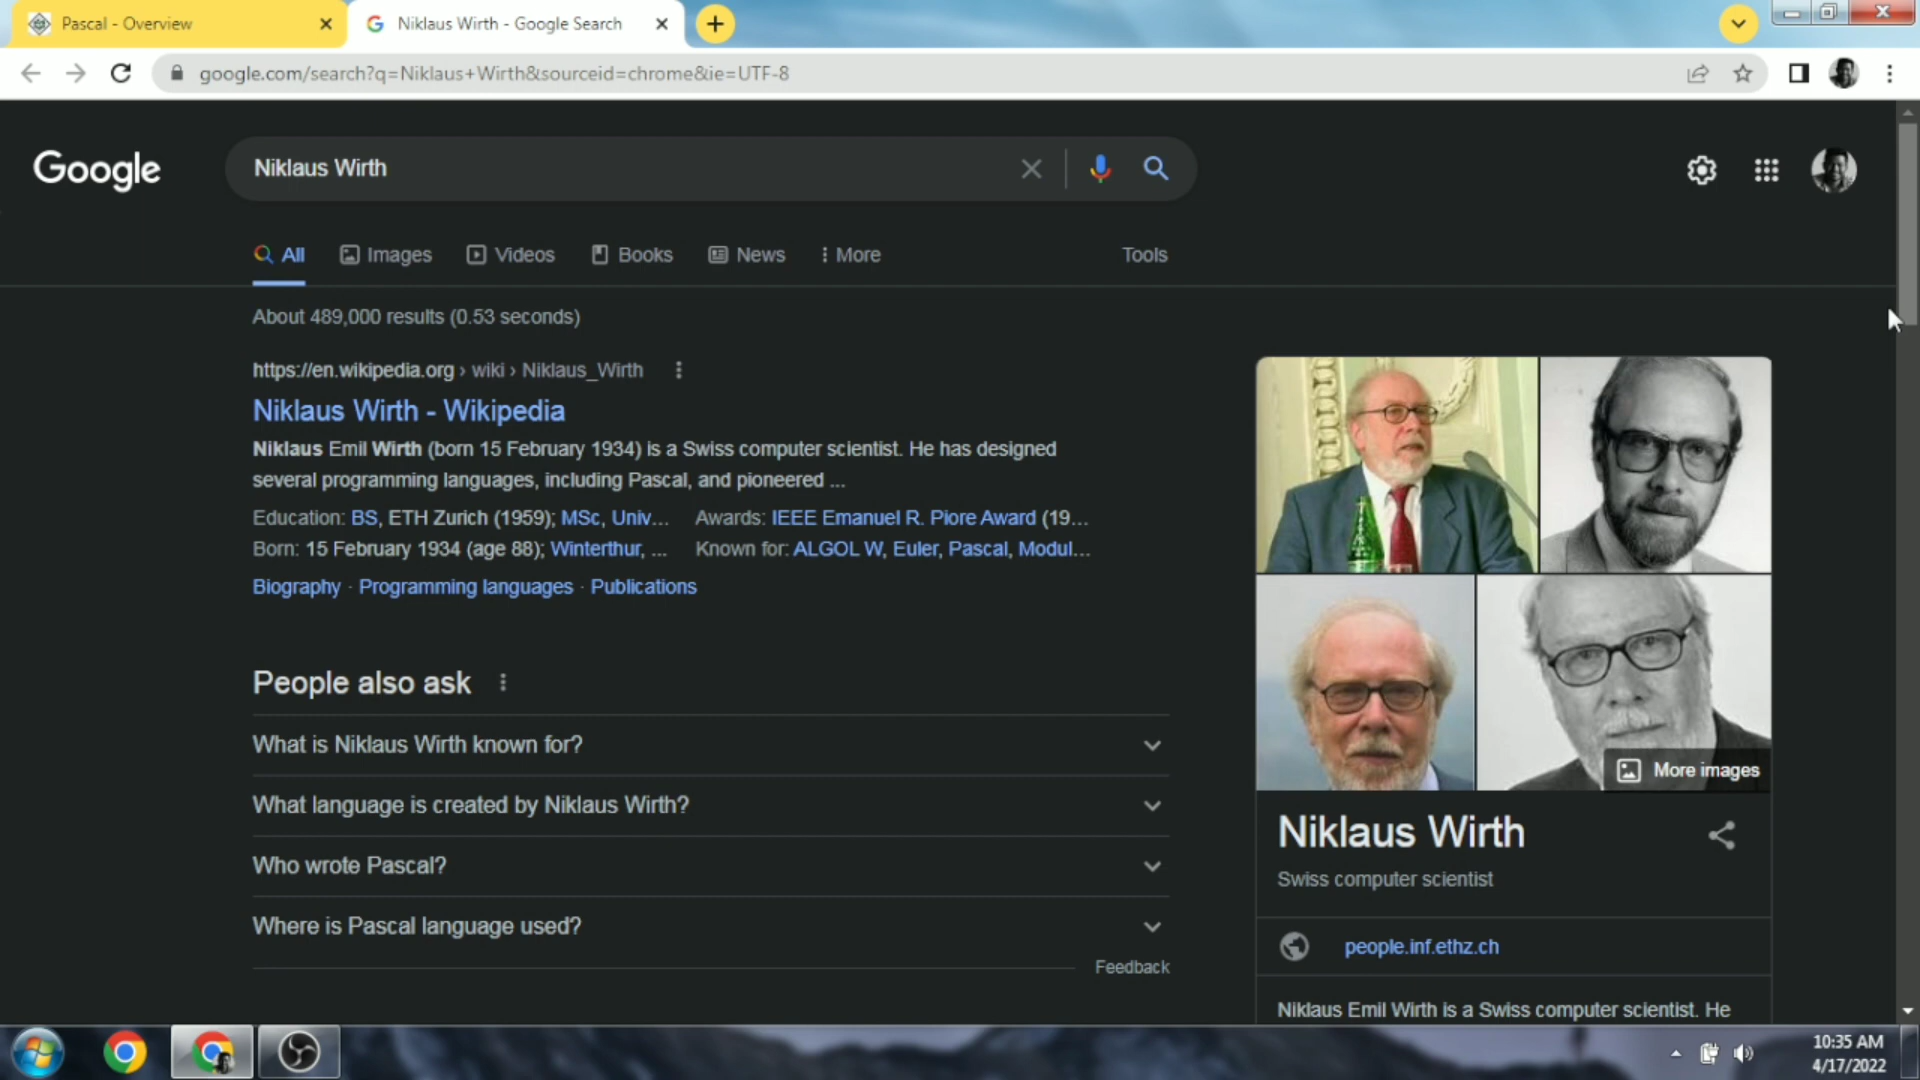 Pascal - Overview
Niklaus Wirth - Google Search
google.com/search?q=Niklaus+Wirth&sourceid=chrome&ie=UTF-8
Google
Niklaus Wirth
All
Images
Videos
Books
News
More
Tools
About 489,000 results (0.53 seconds)
https://en.wikipedia.org › wiki › Niklaus_Wirth
Niklaus Wirth - Wikipedia
Niklaus Emil Wirth (born 15 February 1934) is a Swiss computer scientist. He has designed
several programming languages, including Pascal, and pioneered ...
Education: BS, ETH Zurich (1959); MSc, Univ... Awards: IEEE Emanuel R. Piore Award (19...
Born: 15 February 1934 (age 88); Winterthur, ... Known for: ALGOL W, Euler, Pascal, Modul...
Biography · Programming languages · Publications
People also ask
What is Niklaus Wirth known for?
What language is created by Niklaus Wirth?
Who wrote Pascal?
Where is Pascal language used?
Feedback
More images
Niklaus Wirth
Swiss computer scientist
people.inf.ethz.ch
Niklaus Emil Wirth is a Swiss computer scientist. He
10:35 AM
4/17/2022